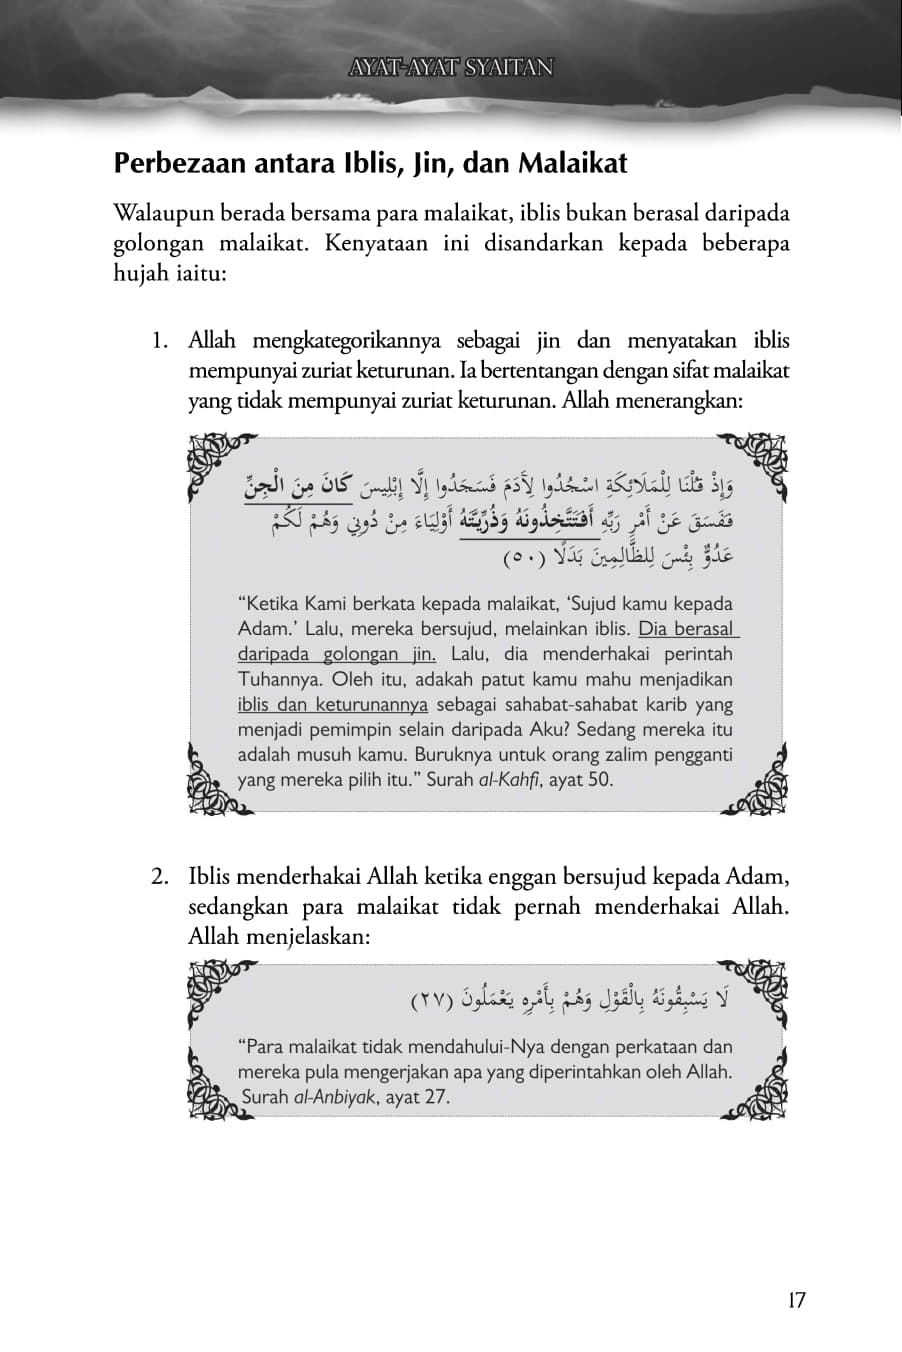 AYAT-AYAT SYAITAN
Perbezaan antara Iblis, Jin, dan Malaikat
Walaupun berada bersama para malaikat, iblis bukan berasal daripada
golongan malaikat. Kenyataan ini disandarkan kepada beberapa
hujah iaitu:
1. Allah mengkategorikannya sebagai jin dan menyatakan iblis
mempunyai zuriat keturunan. Ia bertentangan dengan sifat malaikat
yang tidak mempunyai zuriat keturunan. Allah menerangkan:
وَإِذْ قُلْنَا لِلْمَلَائِكَةِ اسْجُدُوا لِآدَمَ فَسَجَدُوا إِلَّا إِبْلِيسَ كَانَ مِنَ الْجِنِّ
فَفَسَقَ عَنْ أَمْرِ رَبِّهِ أَفَتَتَّخِذُونَهُ وَذُرِّيَّتَهُ أَوْلِيَاءَ مِنْ دُونِي وَهُمْ لَكُمْ
عَدُوٌّ بِئْسَ لِلظَّالِمِينَ بَدَلًا (٥٠)
“Ketika Kami berkata kepada malaikat, ‘Sujud kamu kepada
Adam.’ Lalu, mereka bersujud, melainkan iblis. Dia berasal
daripada golongan jin. Lalu, dia menderhakai perintah
Tuhannya. Oleh itu, adakah patut kamu mahu menjadikan
iblis dan keturunannya sebagai sahabat-sahabat karib yang
menjadi pemimpin selain daripada Aku? Sedang mereka itu
adalah musuh kamu. Buruknya untuk orang zalim pengganti
yang mereka pilih itu.” Surah al-Kahfi, ayat 50.
2. Iblis menderhakai Allah ketika enggan bersujud kepada Adam,
sedangkan para malaikat tidak pernah menderhakai Allah.
Allah menjelaskan:
لَا يَسْبِقُونَهُ بِالْقَوْلِ وَهُمْ بِأَمْرِهِ يَعْمَلُونَ (٢٧)
“Para malaikat tidak mendahului-Nya dengan perkataan dan
mereka pula mengerjakan apa yang diperintahkan oleh Allah.
Surah al-Anbiyak, ayat 27.
17